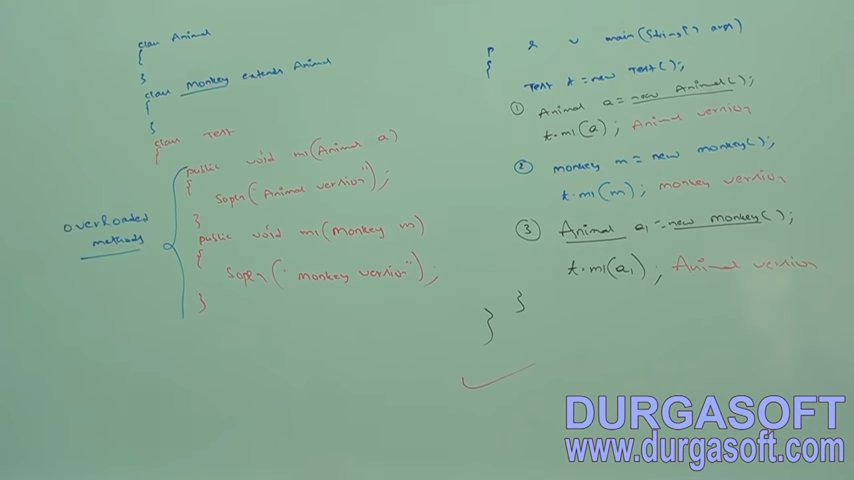 class Animal
{
}
class Monkey extends Animal
{
}
class Test
{
public void m1(Animal a)
{
Sopln("Animal version");
}
public void m1(Monkey m)
{
Sopln("monkey version");
}
overloaded
methods
p s v main(String[] args)
{
Test t = new Test();
① Animal a = new Animal();
t.m1(a); Animal version
② monkey m = new monkey();
t.m1(m); monkey version
③ Animal a1 = new monkey();
t.m1(a1); Animal version
}
}
DURGASOFT
www.durgasoft.com